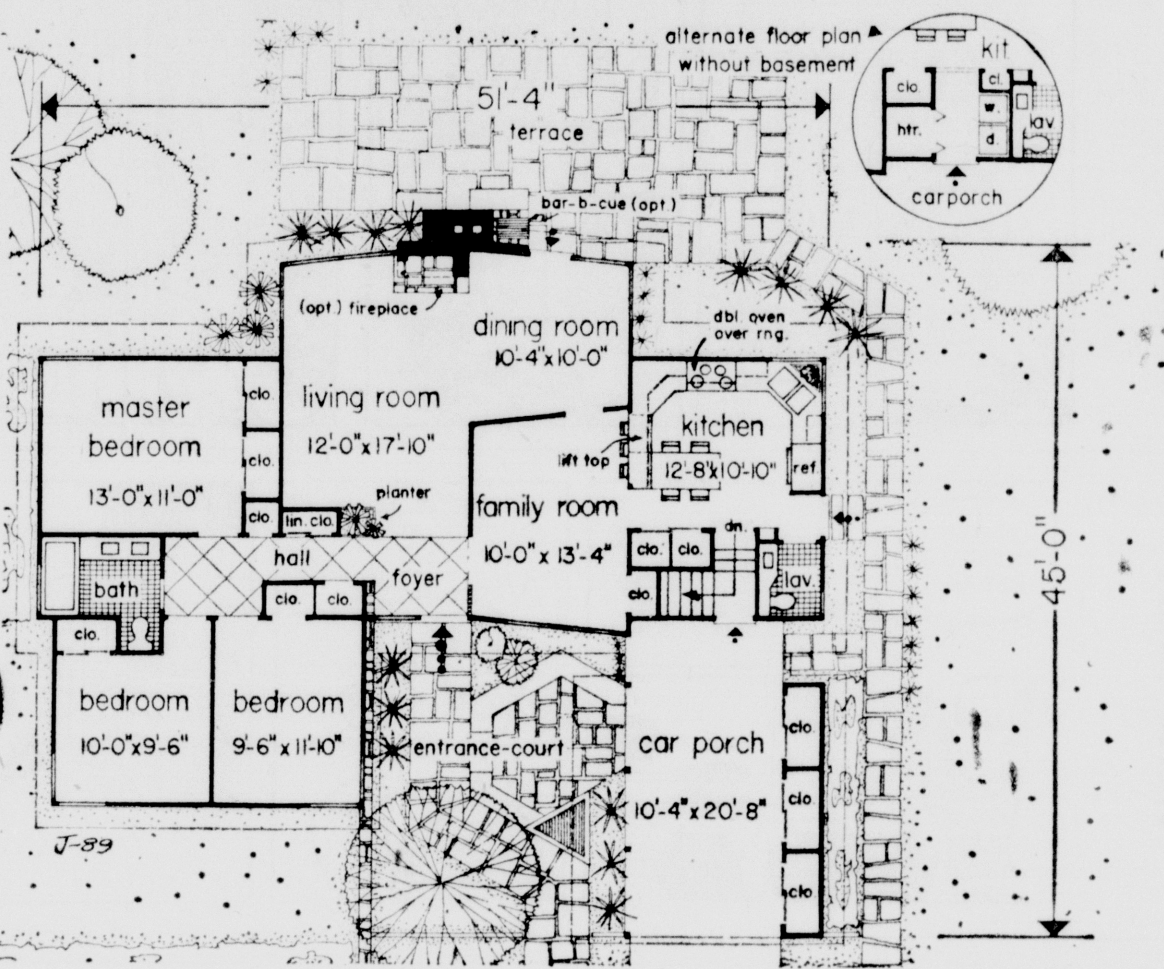 alternate floor plan
without basement
kit.
clo.
cl.
w.
htr.
d.
lav.
carporch
51'-4"
terrace
bar-b-cue (opt.)
(opt.) fireplace
dining room
10'-4"x10'-0"
dbl. oven
over rng.
master
bedroom
13'-0"x11'-0"
clo.
clo.
clo.
living room
12'-0"x17'-10"
lin. clo.
planter
kitchen
12'-8"x10'-10"
lift top
ref.
family room
10'-0" x 13'-4"
dn.
clo.
clo.
clo.
lav.
45'-0"
hall
foyer
bath
clo.
clo.
clo.
bedroom
10'-0"x9'-6"
bedroom
9'-6"x11'-10"
entrance-court
car porch
10'-4"x20'-8"
clo.
clo.
clo.
J-89